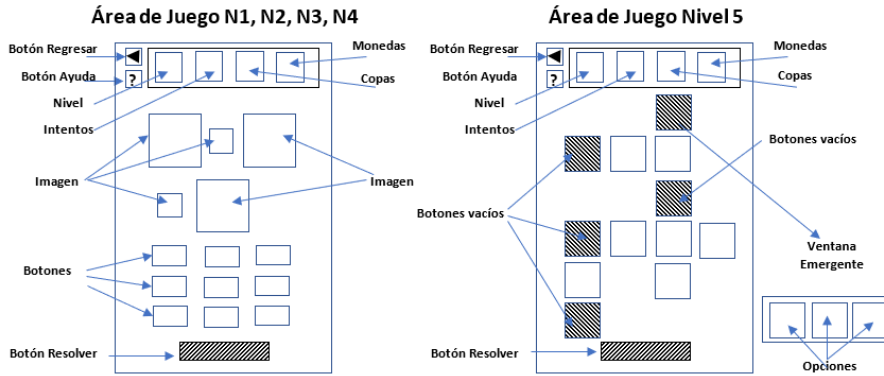 Área de Juego N1, N2, N3, N4
Botón Regresar
Monedas
Botón Ayuda
?
Copas
Nivel
Intentos
Imagen
Imagen
Botones
Botón Resolver
Área de Juego Nivel 5
Botón Regresar
Monedas
Botón Ayuda
?
Copas
Nivel
Intentos
Botones vacíos
Botones vacíos
Ventana
Emergente
Botón Resolver
Opciones